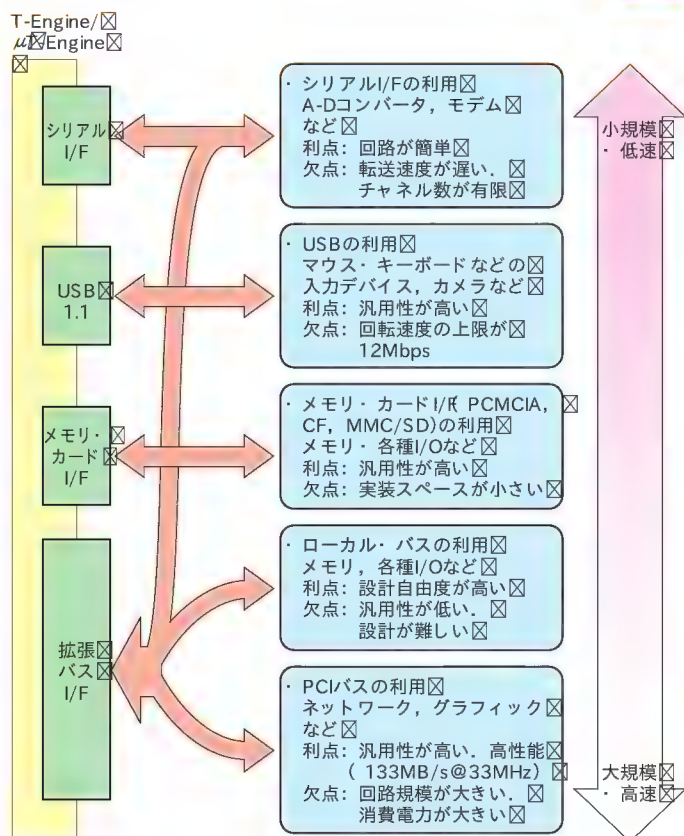 T-Engine/
μT-Engine
シリアル
I/F
・シリアルI/Fの利用
A-Dコンバータ，モデム
など
利点：回路が簡単
欠点：転送速度が遅い．
チャネル数が有限
小規模
・低速
USB
1.1
・USBの利用
マウス・キーボードなどの
入力デバイス，カメラなど
利点：汎用性が高い
欠点：回転速度の上限が
12Mbps
メモリ・
カード
I/F
・メモリ・カードI/F( PCMCIA，
CF，MMC/SD)の利用
メモリ・各種I/Oなど
利点：汎用性が高い
欠点：実装スペースが小さい
・ローカル・バスの利用
メモリ，各種I/Oなど
利点：設計自由度が高い
欠点：汎用性が低い．
設計が難しい
拡張
バス
I/F
・PCIバスの利用
ネットワーク，グラフィック
など
利点：汎用性が高い．高性能
（ 133MB/s@33MHz）
欠点：回路規模が大きい．
消費電力が大きい
大規模
・高速